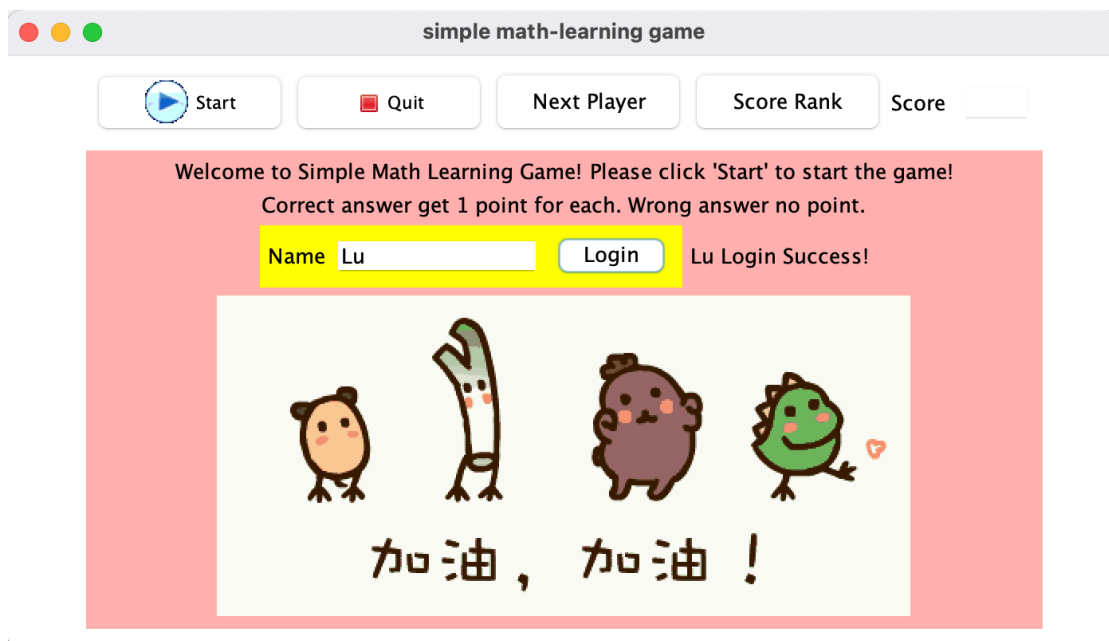 simple math-learning game
Start Quit Next Player Score Rank Score
Welcome to Simple Math Learning Game! Please click 'Start' to start the game!
Correct answer get 1 point for each. Wrong answer no point.
Name Lu Login Lu Login Success!
加油，加油！